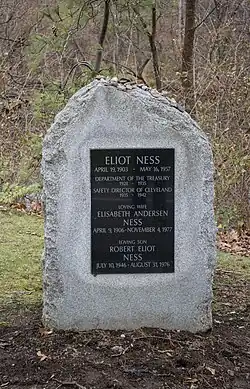 ELIOT NESS
APRIL 19, 1903 - MAY 16, 1957
DEPARTMENT OF THE TREASURY
1926 - 1935
SAFETY DIRECTOR OF CLEVELAND
1935 - 1942
LOVING WIFE
ELISABETH ANDERSEN
NESS
APRIL 9, 1906-NOVEMBER 4, 1977
LOVING SON
ROBERT ELIOT
NESS
JULY 10, 1946 - AUGUST 31, 1976